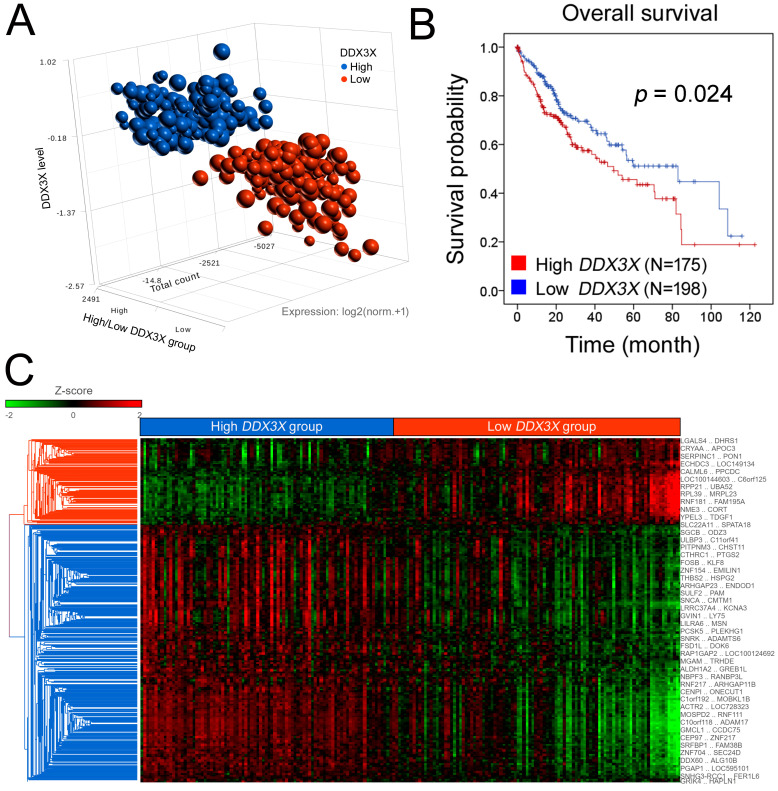 A
DDX3X
High
Low
1.02
-0.18
-1.37
-2.57
DDX3X level
2491
-14.8
-2521
-5027
Total count
High
Low
High/Low DDX3X group
Expression: log2(norm.+1)
B
Overall survival
p = 0.024
1.0
0.8
0.6
0.4
0.2
0.0
Survival probability
High DDX3X (N=175)
Low DDX3X (N=198)
0 20 40 60 80 100 120
Time (month)
C
Z-score
-2 0 2
High DDX3X group
Low DDX3X group
LGALS4 .. DHRS1
CRYAA .. APOC3
SERPINC1 .. PON1
ECHDC3 .. LOC149134
CALML6 .. PPCDC
LOC100144603 .. C6orf125
RPP21 .. UBA52
RPL39 .. MRPL23
RNF181 .. FAM195A
NME3 .. CORT
YPEL3 .. TDGF1
SLC22A11 .. SPATA18
SGCB .. ODZ3
ULBP3 .. C11orf41
PITPNM3 .. CHST11
CTHRC1 .. PTGS2
FOSB .. KLF8
ZNF154 .. EMILIN1
THBS2 .. HSPG2
ARHGAP23 .. ENDOD1
SULF2 .. PAM
SNCA .. CMTM1
LRRC37A4 .. KCNA3
GVIN1 .. LY75
LILRA6 .. MSN
PCSK5 .. PLEKHG1
SNRK .. ADAMTS6
FSD1L .. DOK6
RAP1GAP2 .. LOC100124692
MGAM .. TRHDE
ALDH1A2 .. GREB1L
NBPF3 .. RANBP3L
RNF217 .. ARHGAP11B
CENPI .. ONECUT1
C1orf192 .. MOBKL1B
ACTR2 .. LOC728323
MOSPD2 .. RNF111
C10orf118 .. ADAM17
GMCL1 .. CCDC75
CEP97 .. ZNF217
SRFBP1 .. FAM38B
ZNF704 .. SEC24D
DDX60 .. ALG10B
PGAP1 .. LOC595101
SNHG3-RCC1 .. FER1L6
GRIK4 .. HAPLN1